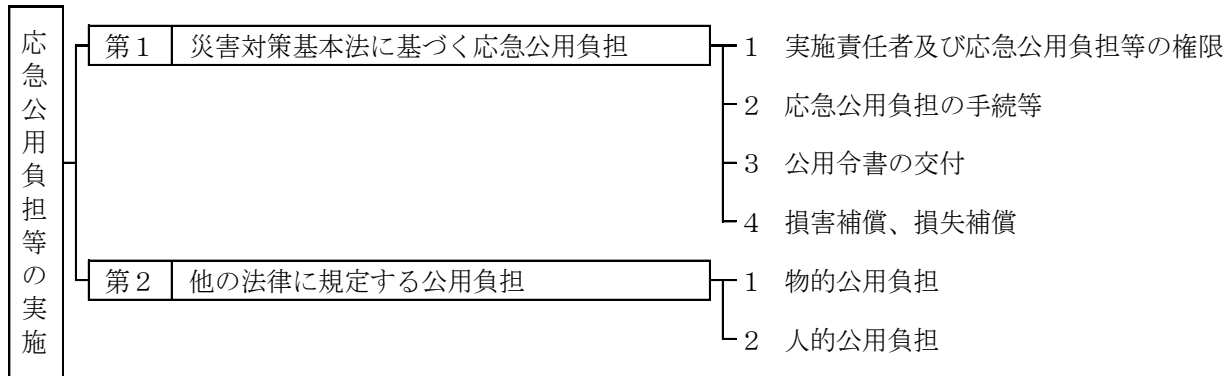 応急公用負担等の実施
第1 災害対策基本法に基づく応急公用負担
1 実施責任者及び応急公用負担等の権限
2 応急公用負担の手続等
3 公用令書の交付
4 損害補償、損失補償
第2 他の法律に規定する公用負担
1 物的公用負担
2 人的公用負担